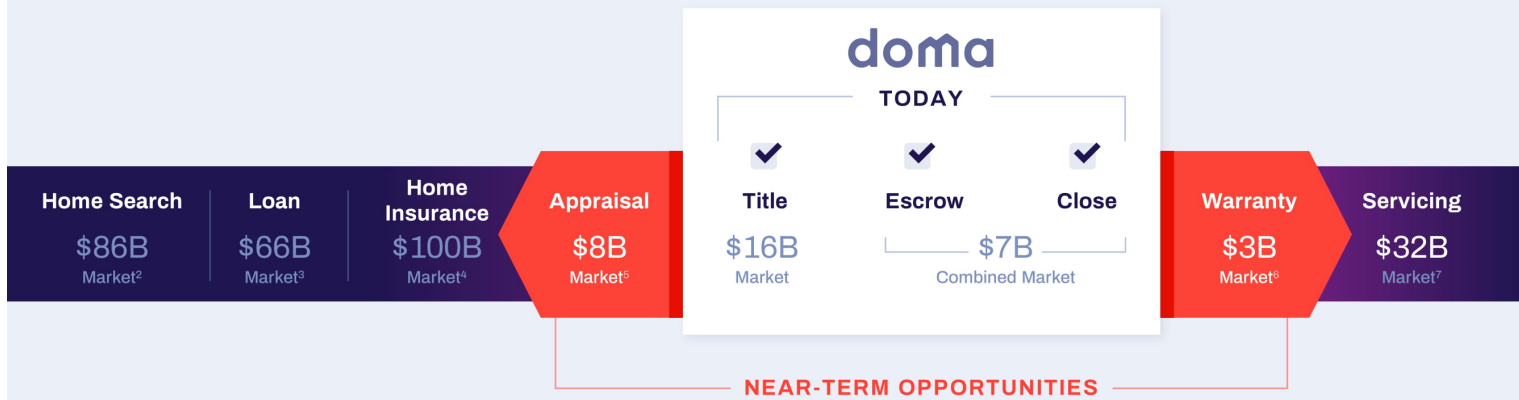 doma
TODAY
Home Search
$86B
Market²
Loan
$66B
Market³
Home
Insurance
$100B
Market⁴
Appraisal
$8B
Market⁵
Title
$16B
Market
Escrow
Close
$7B
Combined Market
Warranty
$3B
Market⁶
Servicing
$32B
Market⁷
NEAR-TERM OPPORTUNITIES